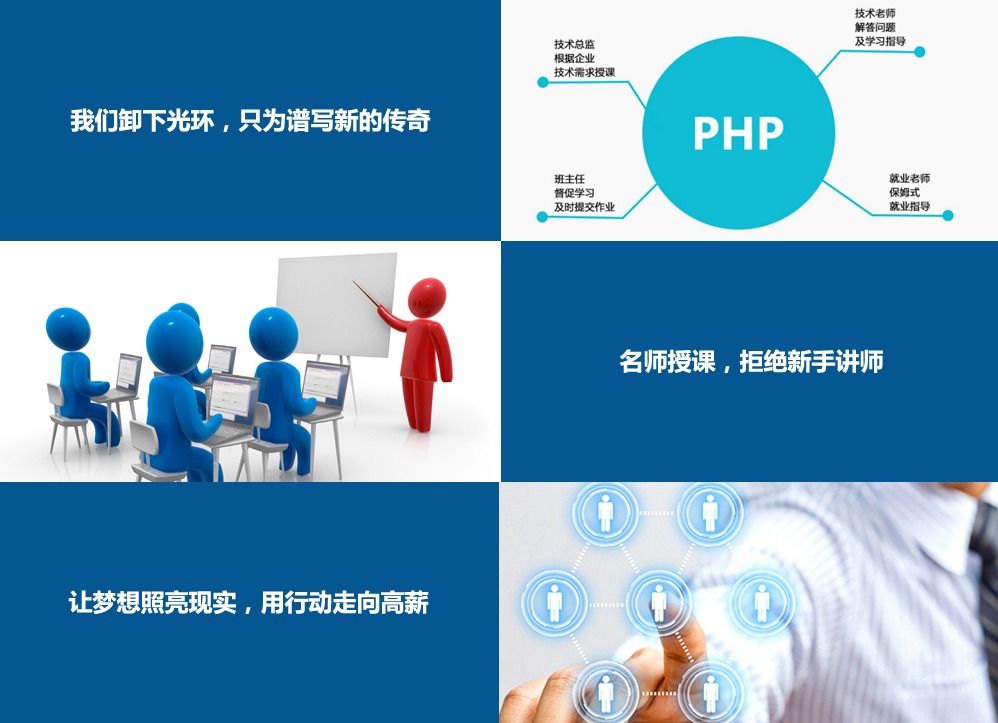 我们卸下光环，只为谱写新的传奇
技术总监
根据企业
技术需求授课
技术老师
解答问题
及学习指导
PHP
班主任
督促学习
及时提交作业
就业老师
保姆式
就业指导
名师授课，拒绝新手讲师
让梦想照亮现实，用行动走向高薪